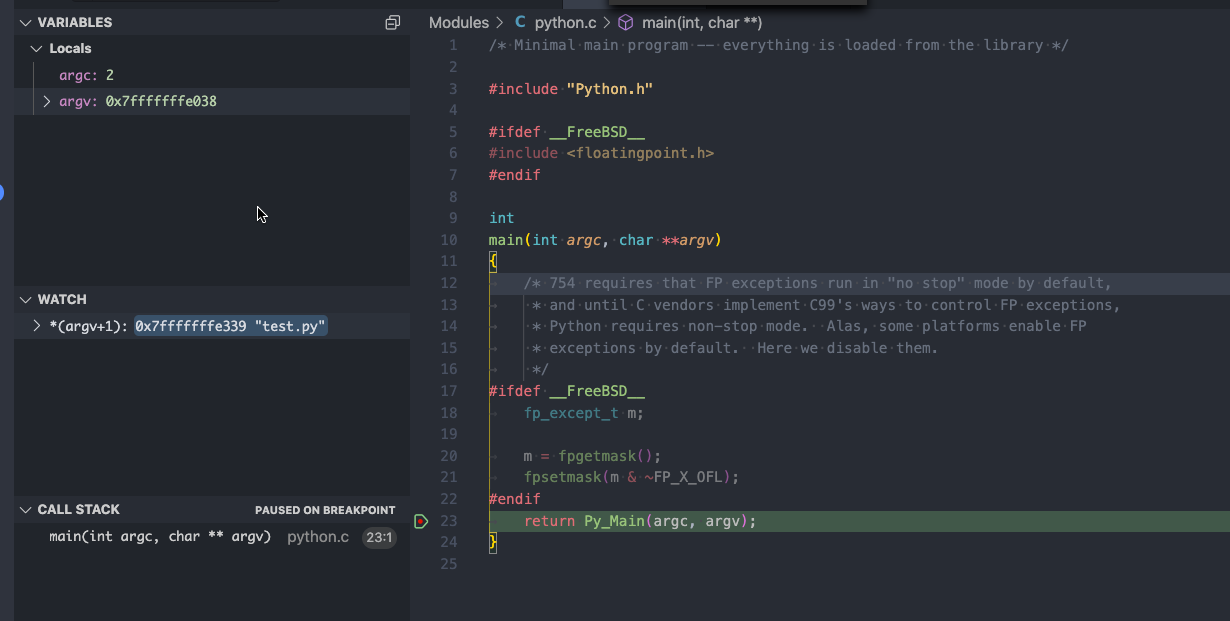 VARIABLES
Locals
argc: 2
argv: 0x7fffffffe038
WATCH
*(argv+1): 0x7fffffffe339 "test.py"
CALL STACK PAUSED ON BREAKPOINT
main(int argc, char ** argv) python.c 23:1
Modules > C python.c > main(int, char **)
1 /* Minimal main program -- everything is loaded from the library */
2
3 #include "Python.h"
4
5 #ifdef __FreeBSD__
6 #include <floatingpoint.h>
7 #endif
8
9 int
10 main(int argc, char **argv)
11 {
12 /* 754 requires that FP exceptions run in "no stop" mode by default,
13 * and until C vendors implement C99's ways to control FP exceptions,
14 * Python requires non-stop mode.  Alas, some platforms enable FP
15 * exceptions by default.  Here we disable them.
16 */
17 #ifdef __FreeBSD__
18 fp_except_t m;
19
20 m = fpgetmask();
21 fpsetmask(m & ~FP_X_OFL);
22 #endif
23 return Py_Main(argc, argv);
24 }
25